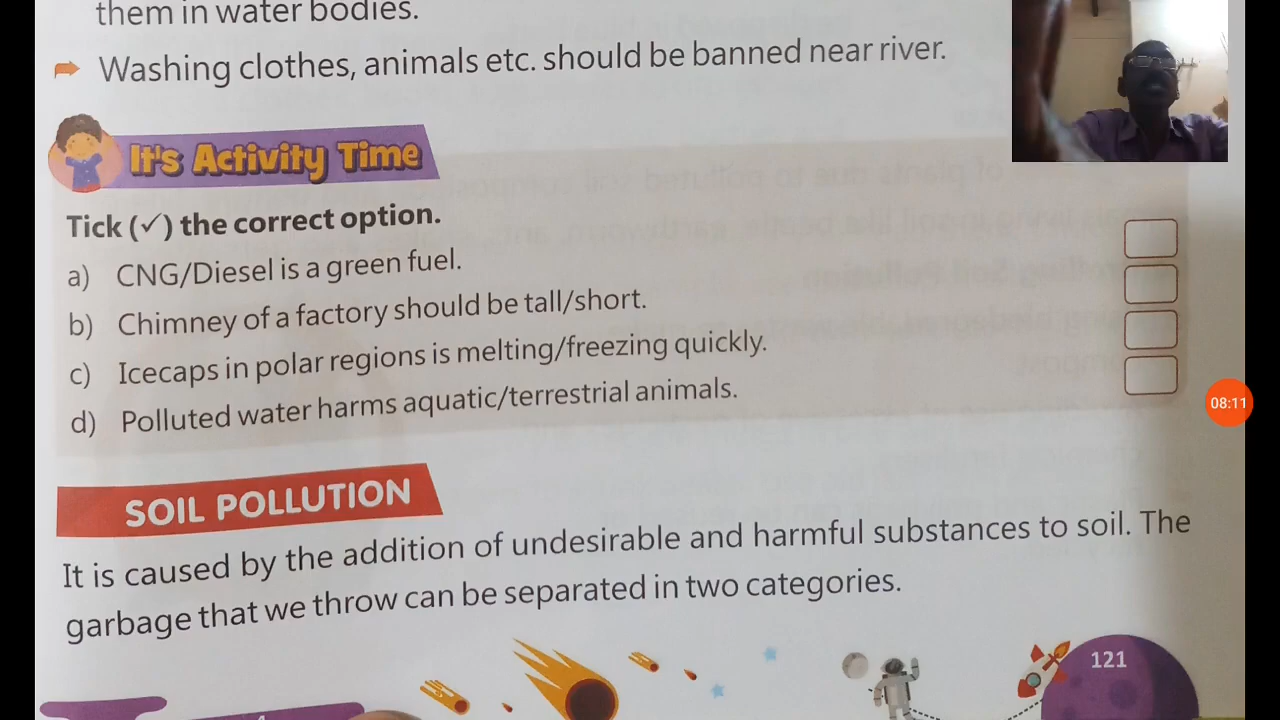 them in water bodies.
Washing clothes, animals etc. should be banned near river.
It's Activity Time
Tick (✓) the correct option.
a) CNG/Diesel is a green fuel.
b) Chimney of a factory should be tall/short.
c) Icecaps in polar regions is melting/freezing quickly.
d) Polluted water harms aquatic/terrestrial animals.
08:11
SOIL POLLUTION
It is caused by the addition of undesirable and harmful substances to soil. The
garbage that we throw can be separated in two categories.
121